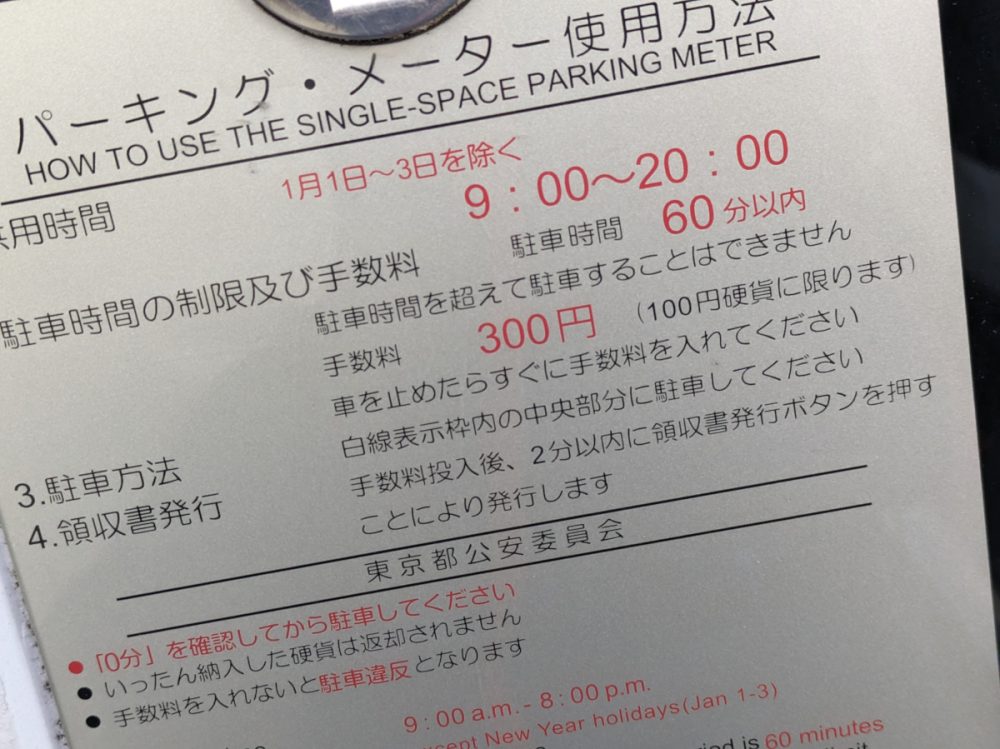 パーキング・メーター使用方法
HOW TO USE THE SINGLE-SPACE PARKING METER
1月1日～3日を除く
用時間 9：00～20：00
駐車時間の制限及び手数料 駐車時間 60分以内
駐車時間を超えて駐車することはできません
手数料 300円 （100円硬貨に限ります）
車を止めたらすぐに手数料を入れてください
3.駐車方法 白線表示枠内の中央部分に駐車してください
4.領収書発行 手数料投入後、2分以内に領収書発行ボタンを押す
ことにより発行します
東京都公安委員会
●「0分」を確認してから駐車してください
●いったん納入した硬貨は返却されません
●手数料を入れないと駐車違反となります
9:00 a.m. - 8:00 p.m.
New Year holidays(Jan 1-3)
is 60 minutes